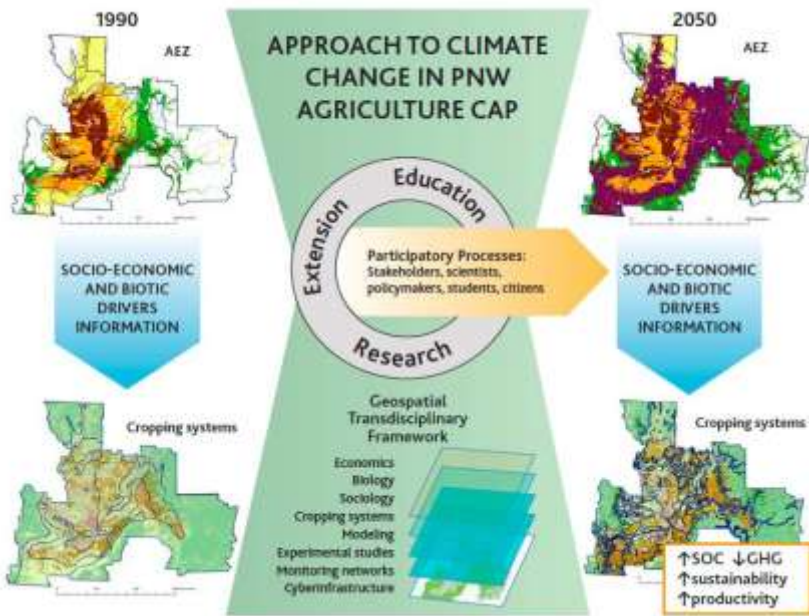 1990
AEZ
SOCIO-ECONOMIC
AND BIOTIC
DRIVERS
INFORMATION
Cropping systems
APPROACH TO CLIMATE
CHANGE IN PNW
AGRICULTURE CAP
Extension
Education
Research
Participatory Processes:
Stakeholders, scientists,
policymakers, students, citizens
Geospatial
Transdisciplinary
Framework
Economics
Biology
Sociology
Cropping systems
Modeling
Experimental studies
Monitoring networks
Cyberinfrastructure
2050
AEZ
SOCIO-ECONOMIC
AND BIOTIC
DRIVERS
INFORMATION
Cropping systems
↑SOC ↓GHG
↑sustainability
↑productivity